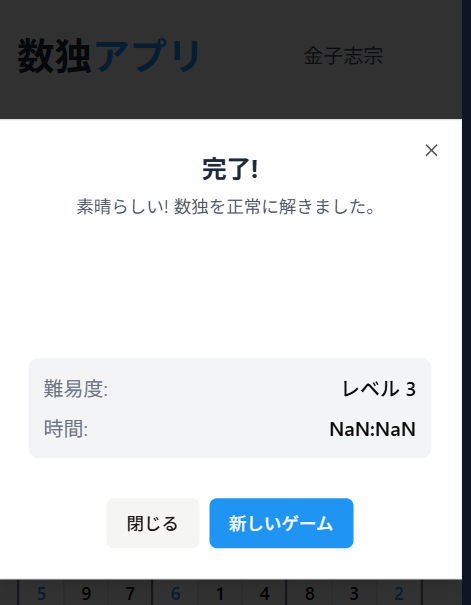 数独アプリ 金子志宗
×
完了!
素晴らしい! 数独を正常に解きました。
難易度: レベル 3
時間: NaN:NaN
閉じる 新しいゲーム
5 9 7 6 1 4 8 3 2